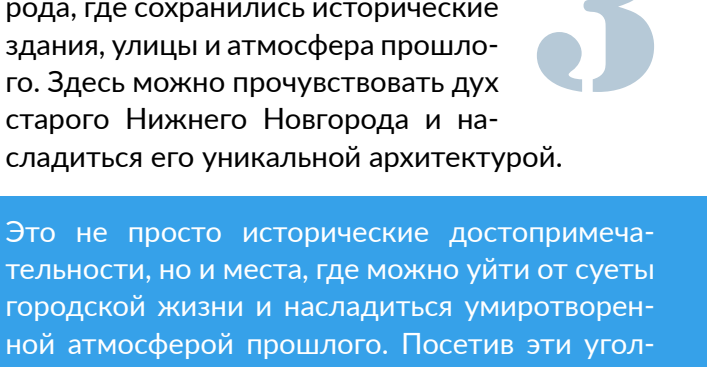 рода, где сохранились исторические
здания, улицы и атмосфера прошло-
го. Здесь можно прочувствовать дух
старого Нижнего Новгорода и на-
сладиться его уникальной архитектурой.
3
Это не просто исторические достопримеча-
тельности, но и места, где можно уйти от суеты
городской жизни и насладиться умиротворен-
ной атмосферой прошлого. Посетив эти угол-